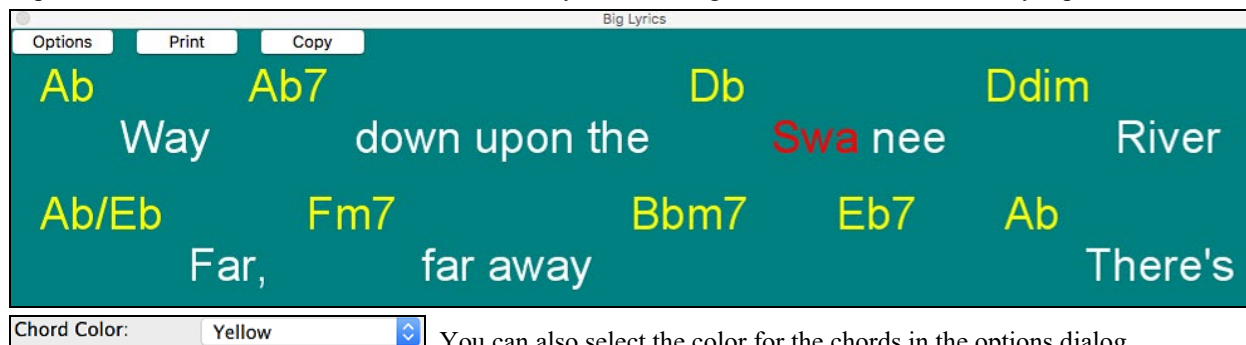 Big Lyrics
Options Print Copy
Ab Ab7 Db Ddim
Way down upon the Swa nee River
Ab/Eb Fm7 Bbm7 Eb7 Ab
Far, far away There's
Chord Color: Yellow
You can also select the color for the chords in the options dialog